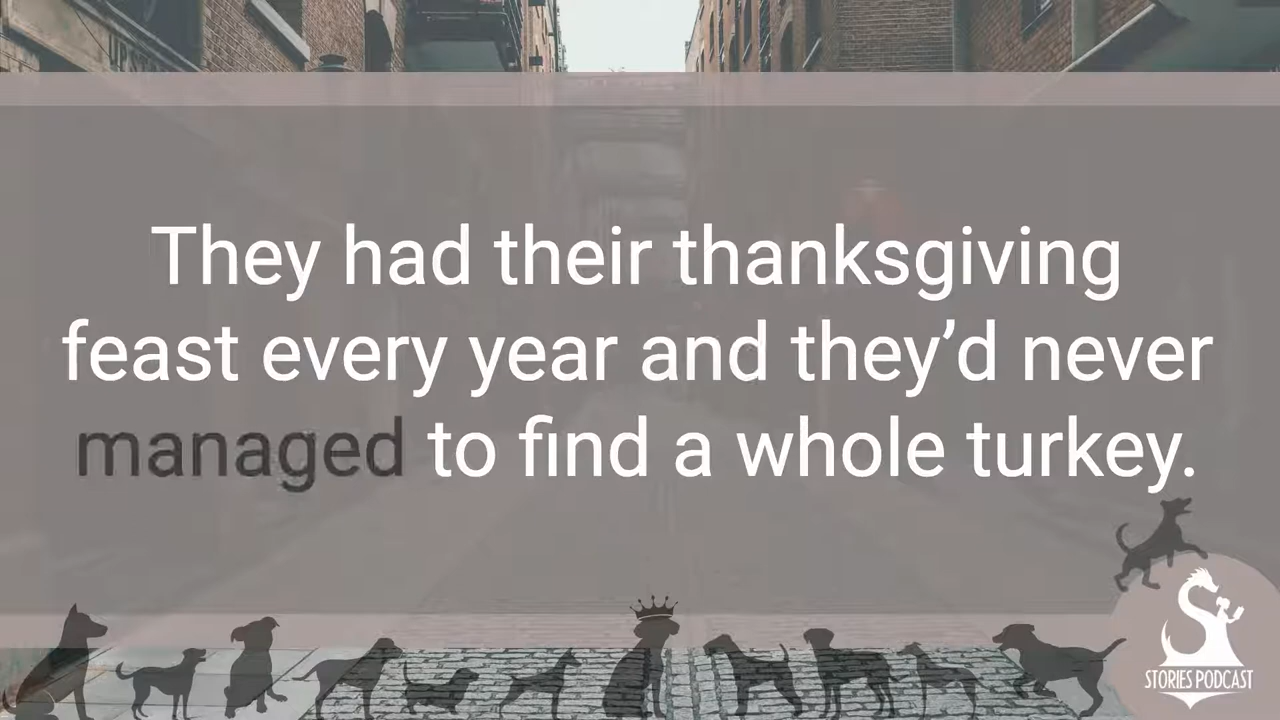 They had their thanksgiving
feast every year and they’d never
managed to find a whole turkey.
STORIES PODCAST